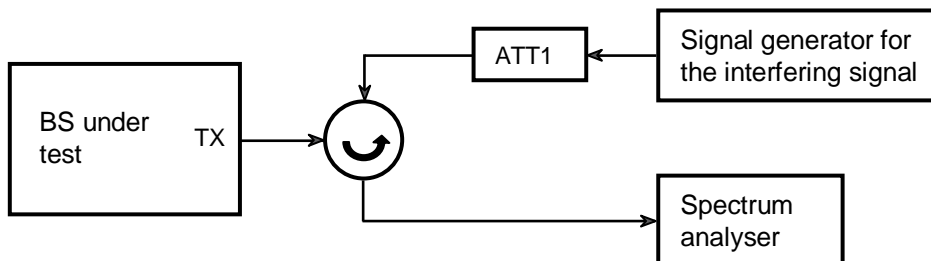 BS under
test
TX
ATT1
Signal generator for
the interfering signal
Spectrum
analyser